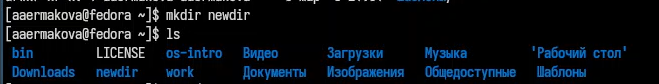 [aaermakova@fedora ~]$ mkdir newdir
[aaermakova@fedora ~]$ ls
bin LICENSE os-intro Видео Загрузки Музыка 'Рабочий стол'
Downloads newdir work Документы Изображения Общедоступные Шаблоны